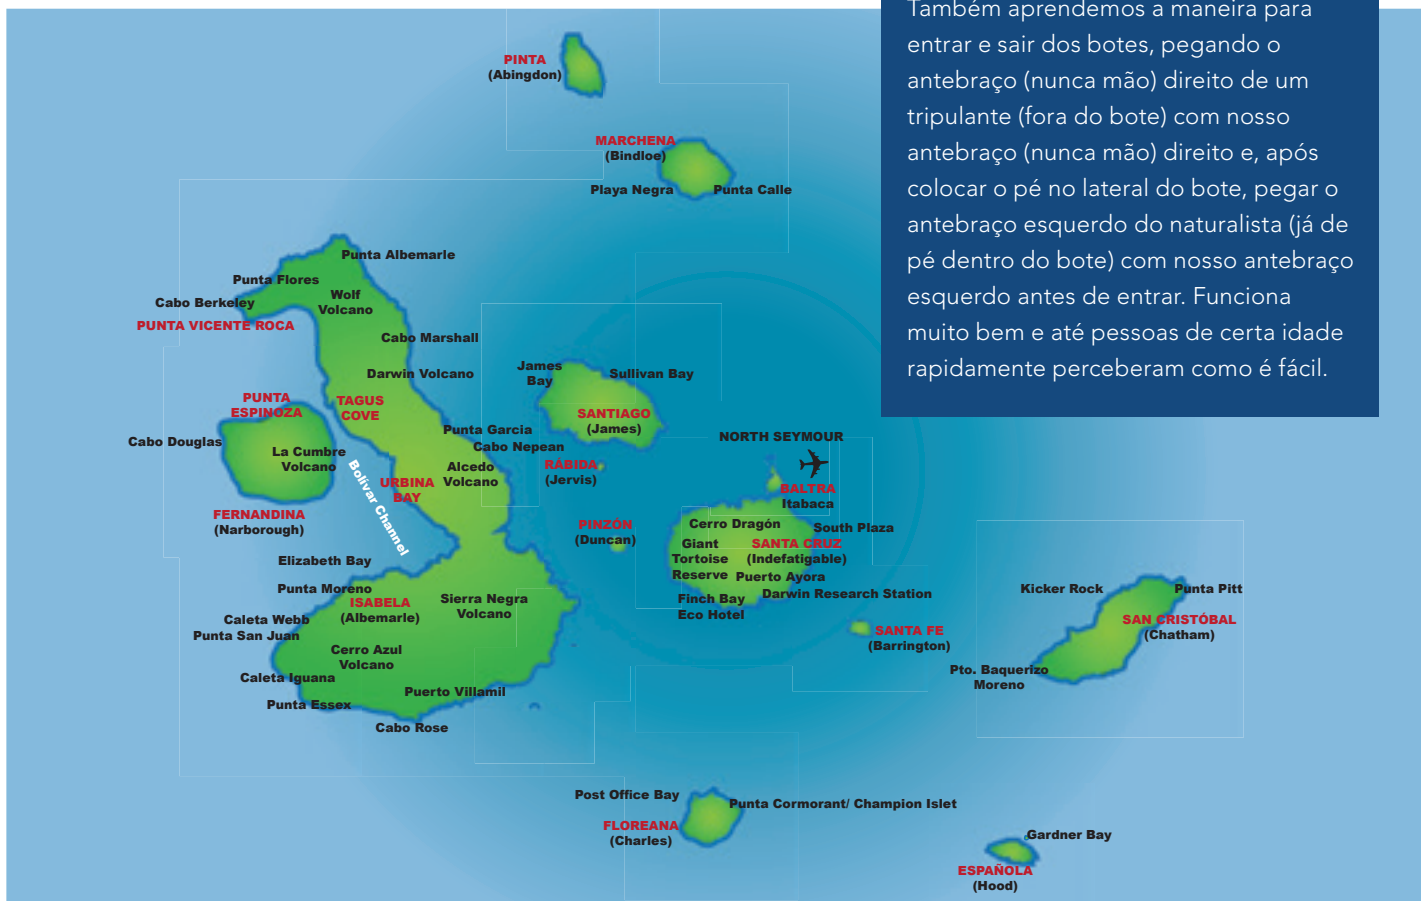 Também aprendemos a maneira para
entrar e sair dos botes, pegando o
antebraço (nunca mão) direito de um
tripulante (fora do bote) com nosso
antebraço (nunca mão) direito e, após
colocar o pé no lateral do bote, pegar o
antebraço esquerdo do naturalista (já de
pé dentro do bote) com nosso antebraço
esquerdo antes de entrar. Funciona
muito bem e até pessoas de certa idade
rapidamente perceberam como é fácil.
PINTA
(Abingdon)
MARCHENA
(Bindloe)
Playa Negra
Punta Calle
Punta Albemarle
Punta Flores
Wolf
Volcano
Cabo Berkeley
PUNTA VICENTE ROCA
Cabo Marshall
Darwin Volcano
James
Bay
Sullivan Bay
SANTIAGO
(James)
PUNTA
ESPINOZA
TAGUS
COVE
Cabo Douglas
La Cumbre
Volcano
Punta Garcia
Cabo Nepean
Alcedo
Volcano
URBINA
BAY
Bolívar Channel
FERNANDINA
(Narborough)
RÁBIDA
(Jervis)
NORTH SEYMOUR
BALTRA
Itabaca
PINZÓN
(Duncan)
Cerro Dragón
South Plaza
Giant
Tortoise
Reserve
SANTA CRUZ
(Indefatigable)
Puerto Ayora
Darwin Research Station
Finch Bay
Eco Hotel
Elizabeth Bay
Punta Moreno
ISABELA
(Albemarle)
Sierra Negra
Volcano
Caleta Webb
Punta San Juan
Cerro Azul
Volcano
Caleta Iguana
Puerto Villamil
Punta Essex
Cabo Rose
SANTA FE
(Barrington)
Kicker Rock
Punta Pitt
SAN CRISTÓBAL
(Chatham)
Pto. Baquerizo
Moreno
Post Office Bay
Punta Cormorant/ Champion Islet
FLOREANA
(Charles)
Gardner Bay
ESPAÑOLA
(Hood)